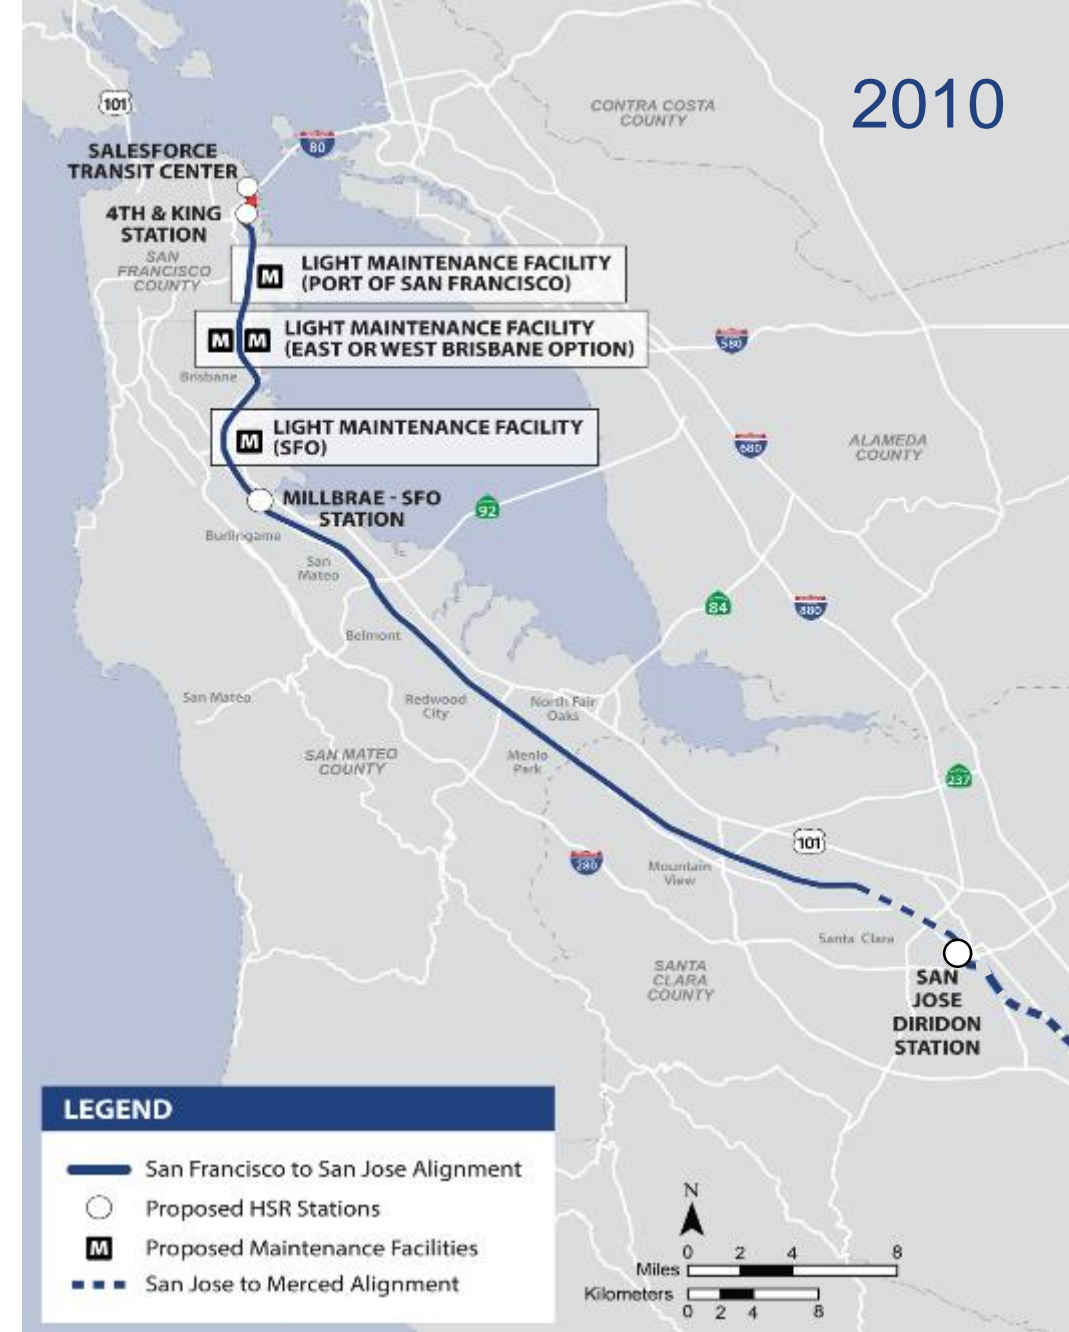 2010
101
CONTRA COSTA
COUNTY
80
SALESFORCE
TRANSIT CENTER
4TH & KING
STATION
SAN
FRANCISCO
COUNTY
M
LIGHT MAINTENANCE FACILITY
(PORT OF SAN FRANCISCO)
M M
LIGHT MAINTENANCE FACILITY
(EAST OR WEST BRISBANE OPTION)
580
Brisbane
M
LIGHT MAINTENANCE FACILITY
(SFO)
680
ALAMEDA
COUNTY
MILLBRAE - SFO
STATION
92
Burlingame
San
Mateo
84
880
Belmont
San Mateo
Redwood
City
North Fair
Oaks
SAN MATEO
COUNTY
Menlo
Park
237
101
280
Mountain
View
Santa Clara
SANTA
CLARA
COUNTY
SAN
JOSE
DIRIDON
STATION
LEGEND
San Francisco to San Jose Alignment
Proposed HSR Stations
M Proposed Maintenance Facilities
San Jose to Merced Alignment
N
0 2 4 8
Miles
Kilometers
0 2 4 8